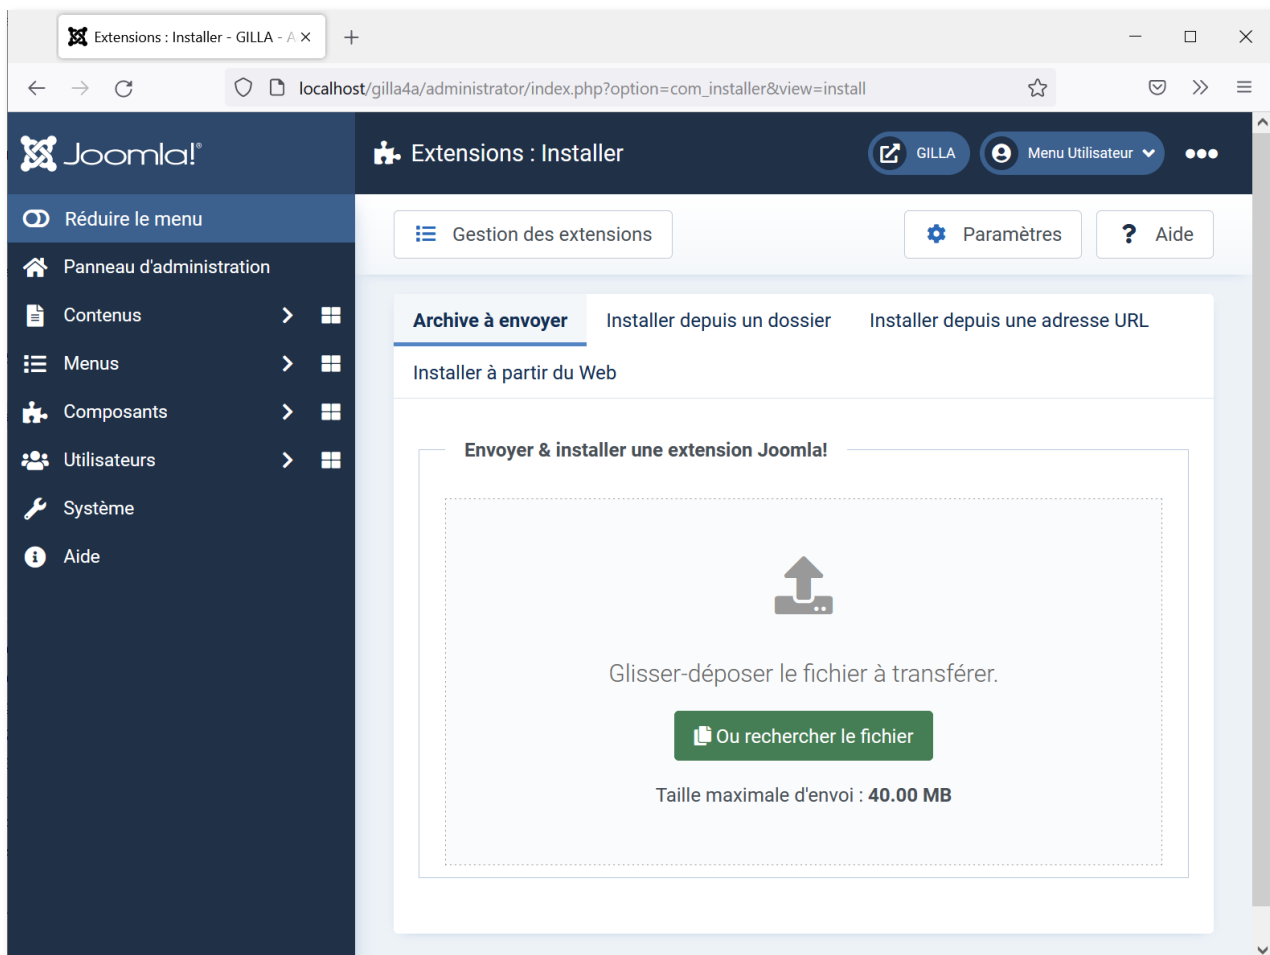 Extensions : Installer - GILLA - A
localhost/gilla4a/administrator/index.php?option=com_installer&view=install
Joomla!®
Extensions : Installer
GILLA
Menu Utilisateur
Réduire le menu
Panneau d'administration
Contenus
Menus
Composants
Utilisateurs
Système
Aide
Gestion des extensions
Paramètres
? Aide
Archive à envoyer
Installer depuis un dossier
Installer depuis une adresse URL
Installer à partir du Web
Envoyer & installer une extension Joomla!
Glisser-déposer le fichier à transférer.
Ou rechercher le fichier
Taille maximale d'envoi : 40.00 MB